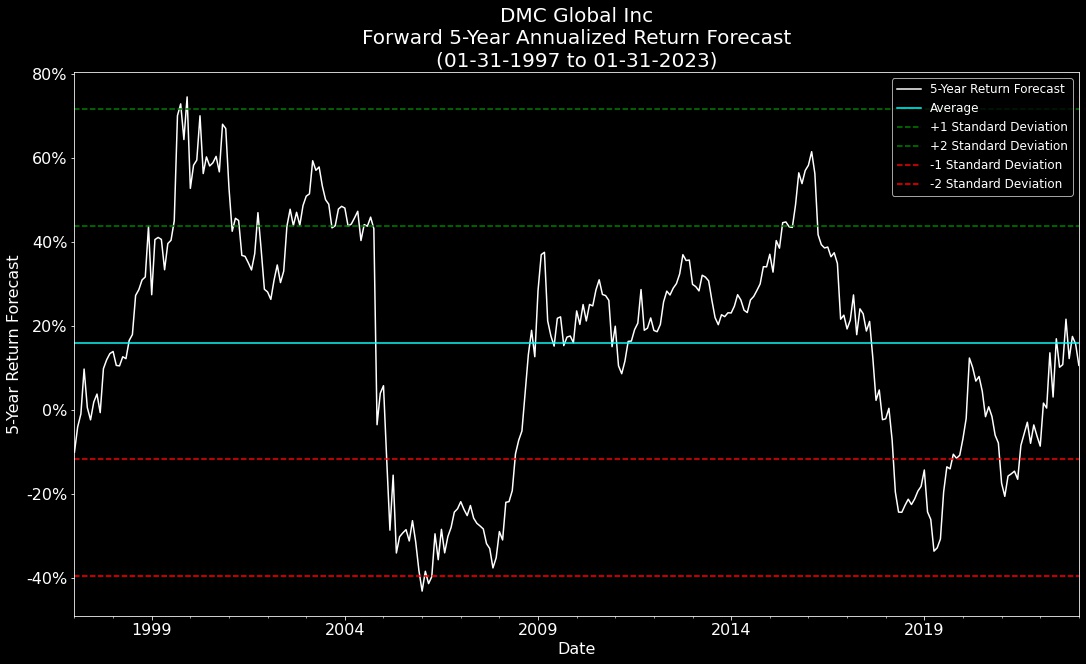 DMC Global Inc
Forward 5-Year Annualized Return Forecast
(01-31-1997 to 01-31-2023)
80%
60%
40%
20%
0%
-20%
-40%
5-Year Return Forecast
5-Year Return Forecast
Average
+1 Standard Deviation
+2 Standard Deviation
-1 Standard Deviation
-2 Standard Deviation
1999
2004
2009
2014
2019
Date